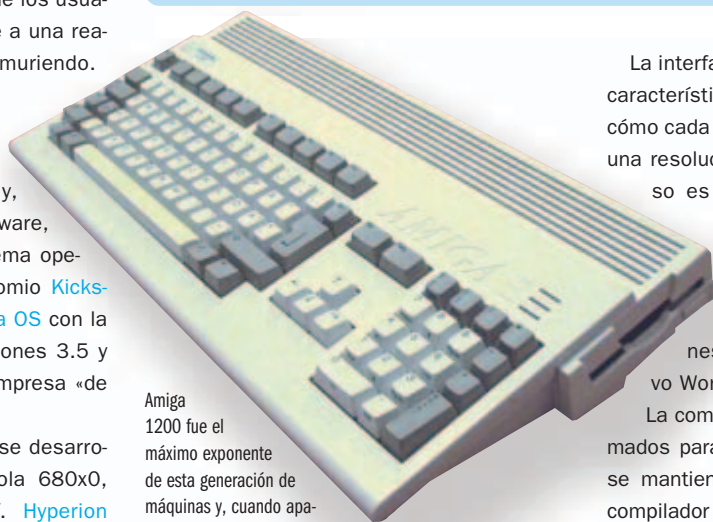 e los usua-
e a una rea-
muriendo.
y,
ware,
ma ope-
omio Kicks-
a OS con la
ones 3.5 y
mpresa «de
se desarro-
ola 680x0,
Hyperion
AMIGA
Amiga
1200 fue el
máximo exponente
de esta generación de
máquinas y, cuando apa-
La interfa
característi
cómo cada
una resoluc
so es
nes
vo Wor
La com
mados para
se mantien
compilador